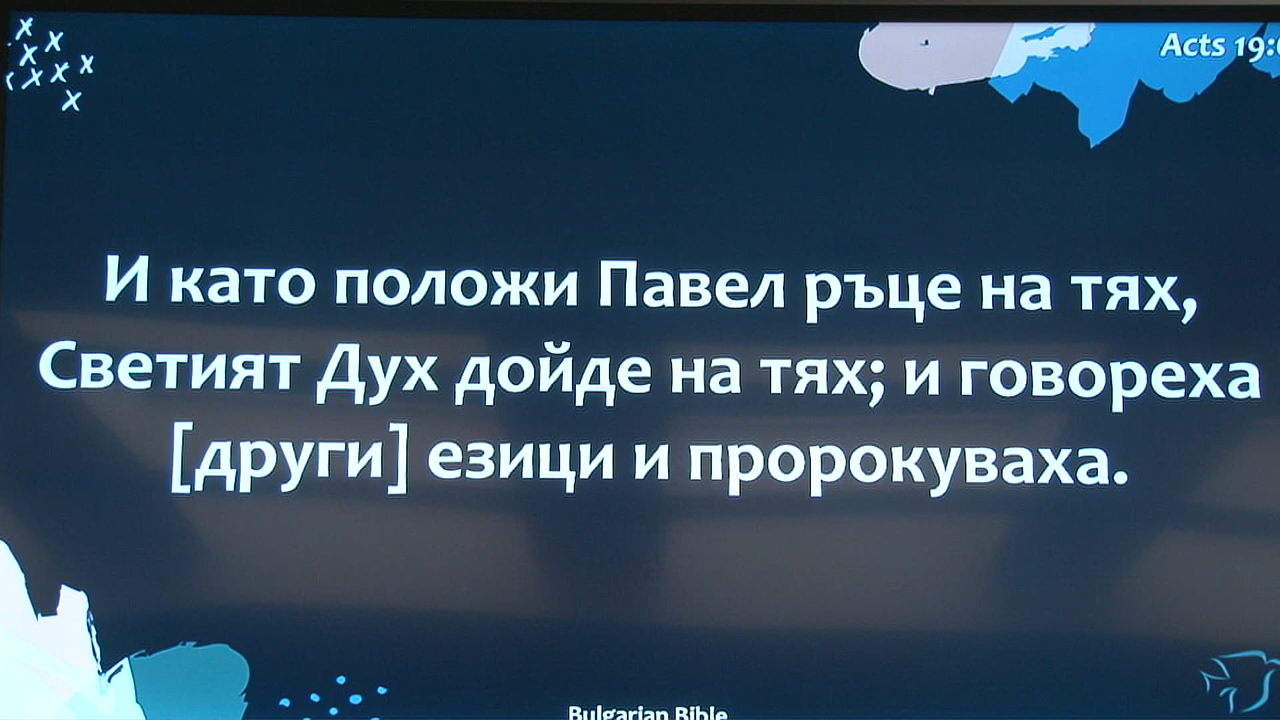 Acts 19:6
И като положи Павел ръце на тях,
Светият Дух дойде на тях; и говореха
[други] езици и пророкуваха.
Bulgarian Bible